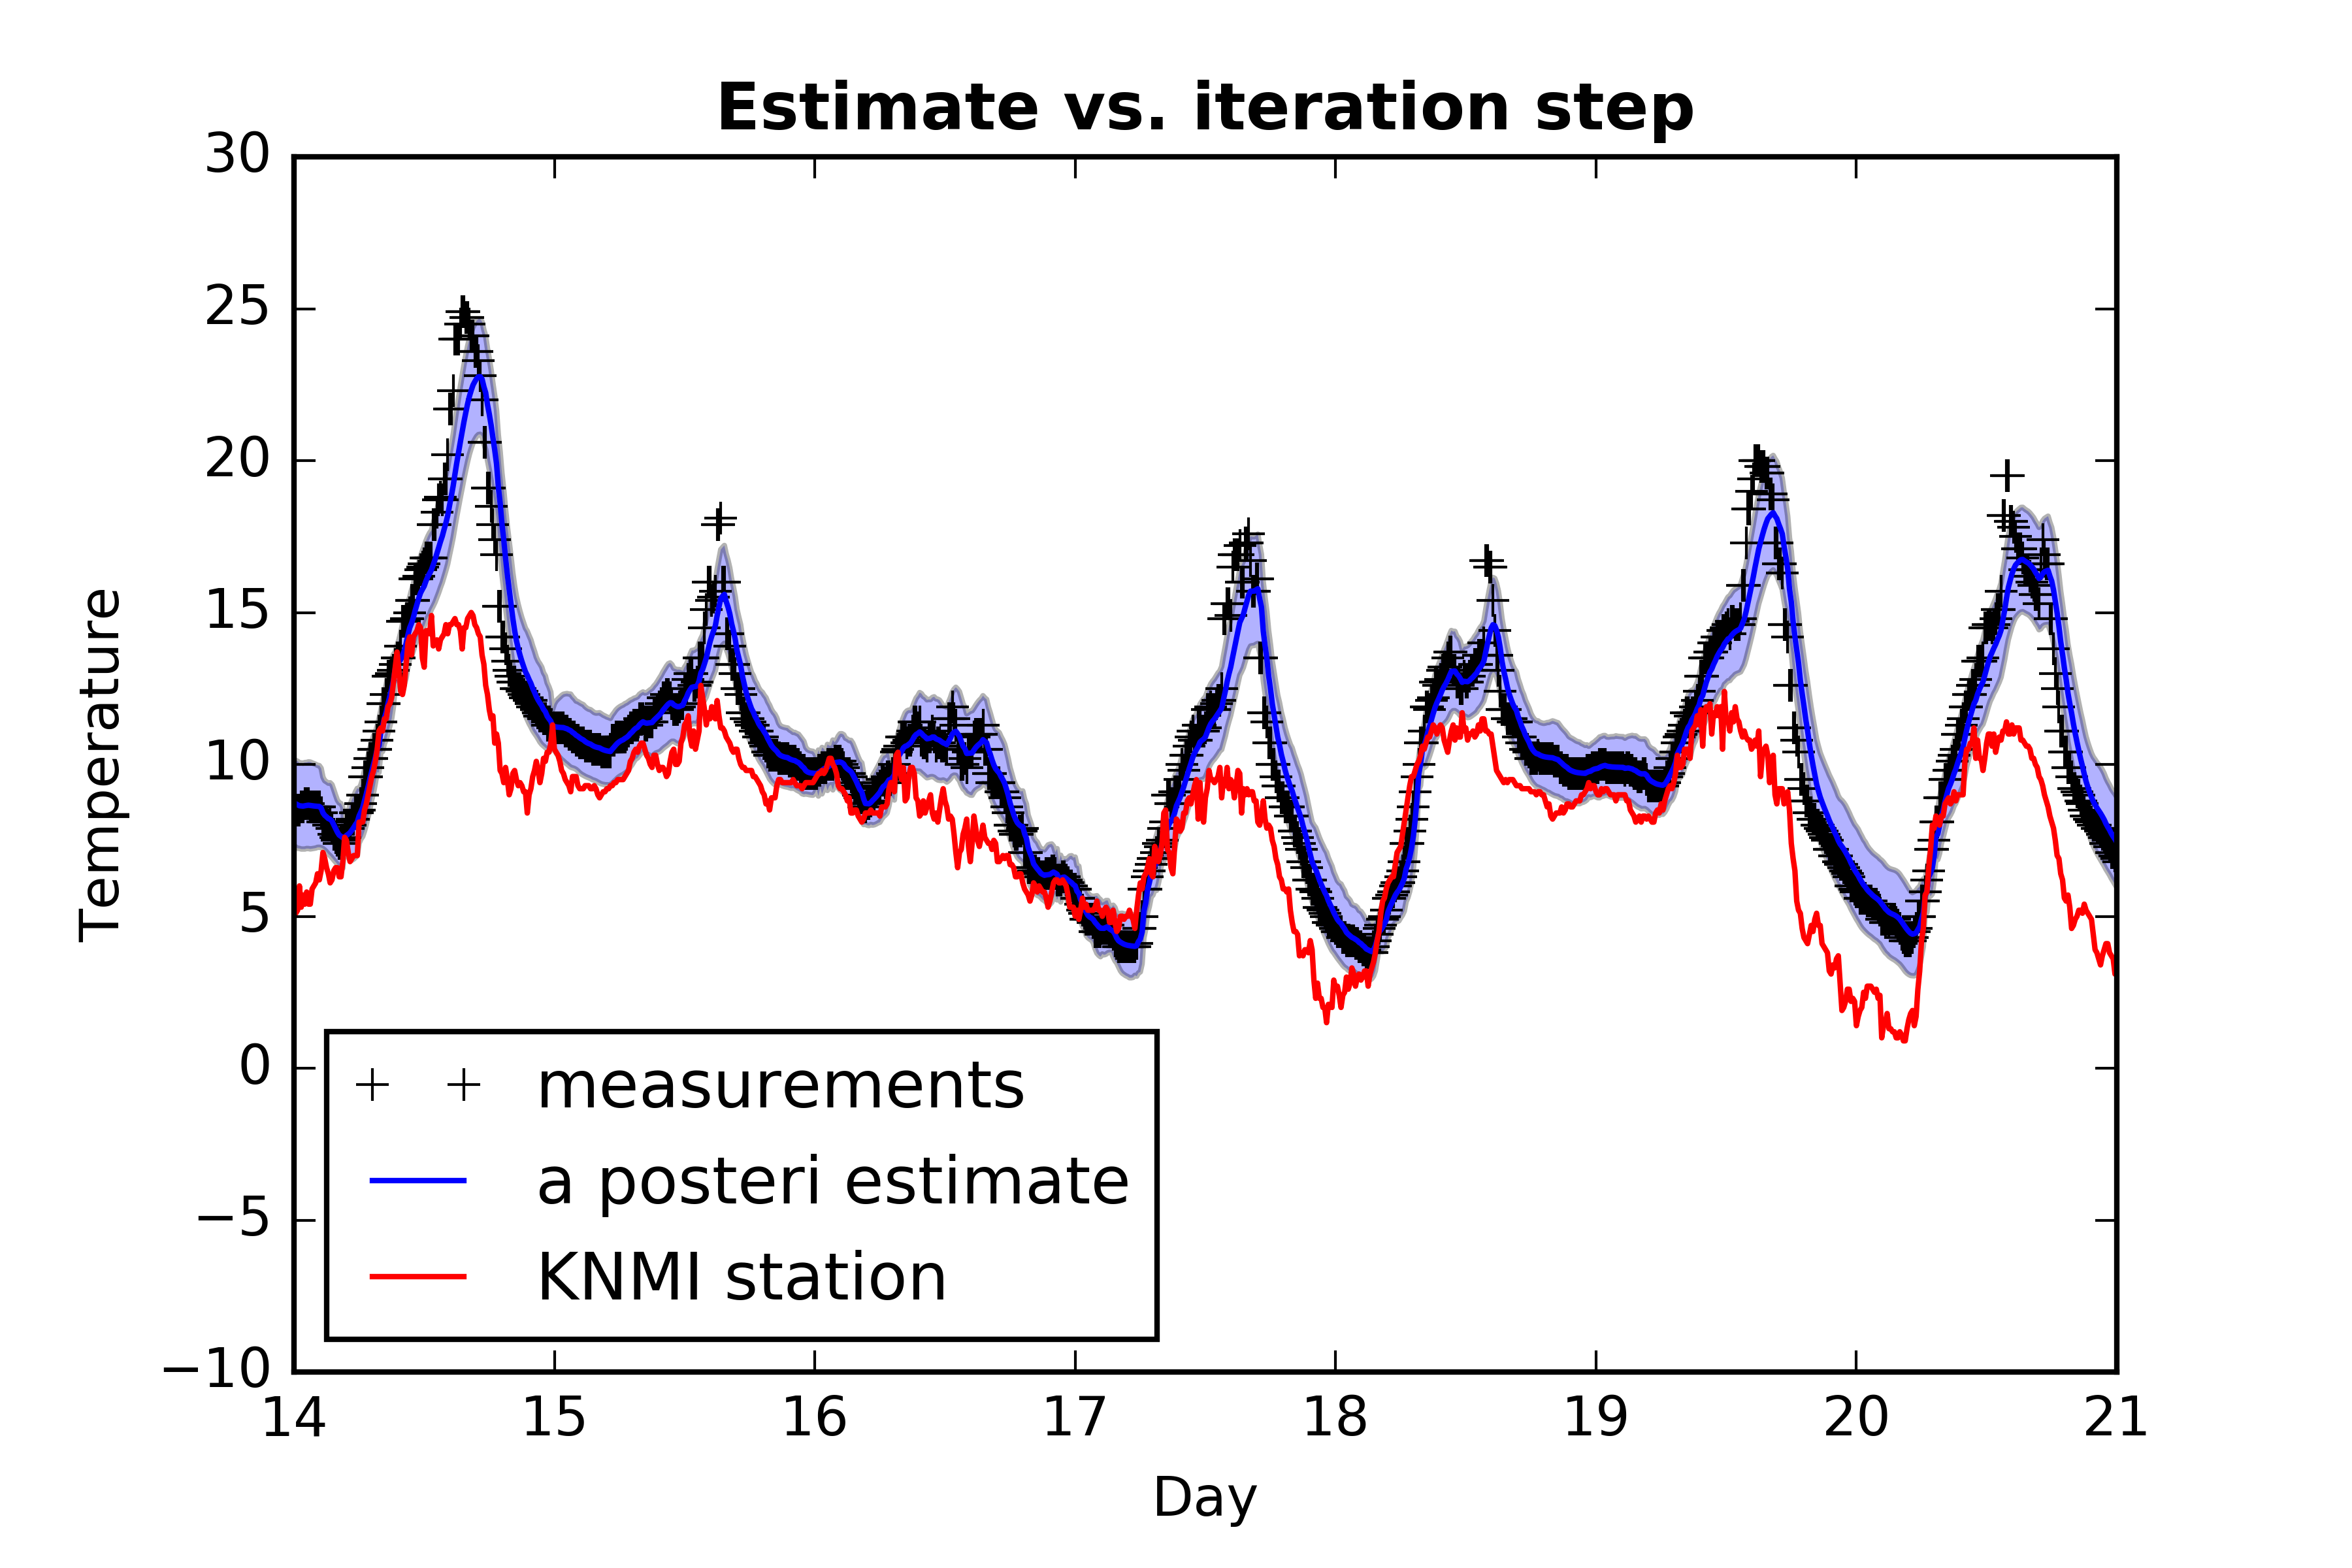 Estimate vs. iteration step
30
25
20
15
10
5
0
−5
−10
Temperature
measurements
a posteri estimate
KNMI station
14 15 16 17 18 19 20 21
Day